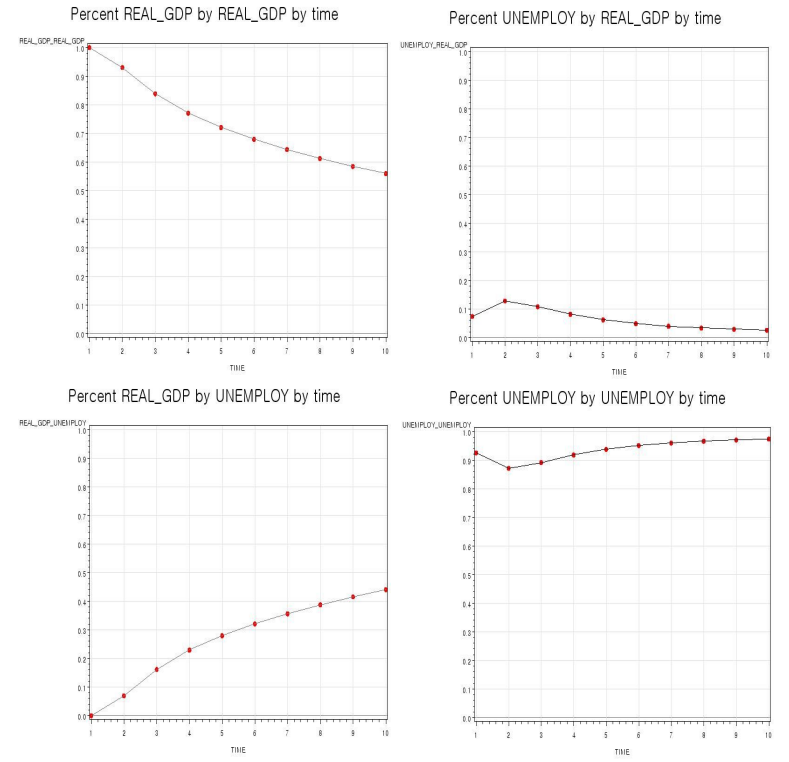 Percent REAL_GDP by REAL_GDP by time
REAL_GDP_REAL_GDP
1.0
0.9
0.8
0.7
0.6
0.5
0.4
0.3
0.2
0.1
0.0
1 2 3 4 5 6 7 8 9 10
TIME
Percent UNEMPLOY by REAL_GDP by time
UNEMPLOY_REAL_GDP
1.0
0.9
0.8
0.7
0.6
0.5
0.4
0.3
0.2
0.1
0.0
1 2 3 4 5 6 7 8 9 10
TIME
Percent REAL_GDP by UNEMPLOY by time
REAL_GDP_UNEMPLOY
1.0
0.9
0.8
0.7
0.6
0.5
0.4
0.3
0.2
0.1
0.0
1 2 3 4 5 6 7 8 9 10
TIME
Percent UNEMPLOY by UNEMPLOY by time
UNEMPLOY_UNEMPLOY
1.0
0.9
0.8
0.7
0.6
0.5
0.4
0.3
0.2
0.1
0.0
1 2 3 4 5 6 7 8 9 10
TIME